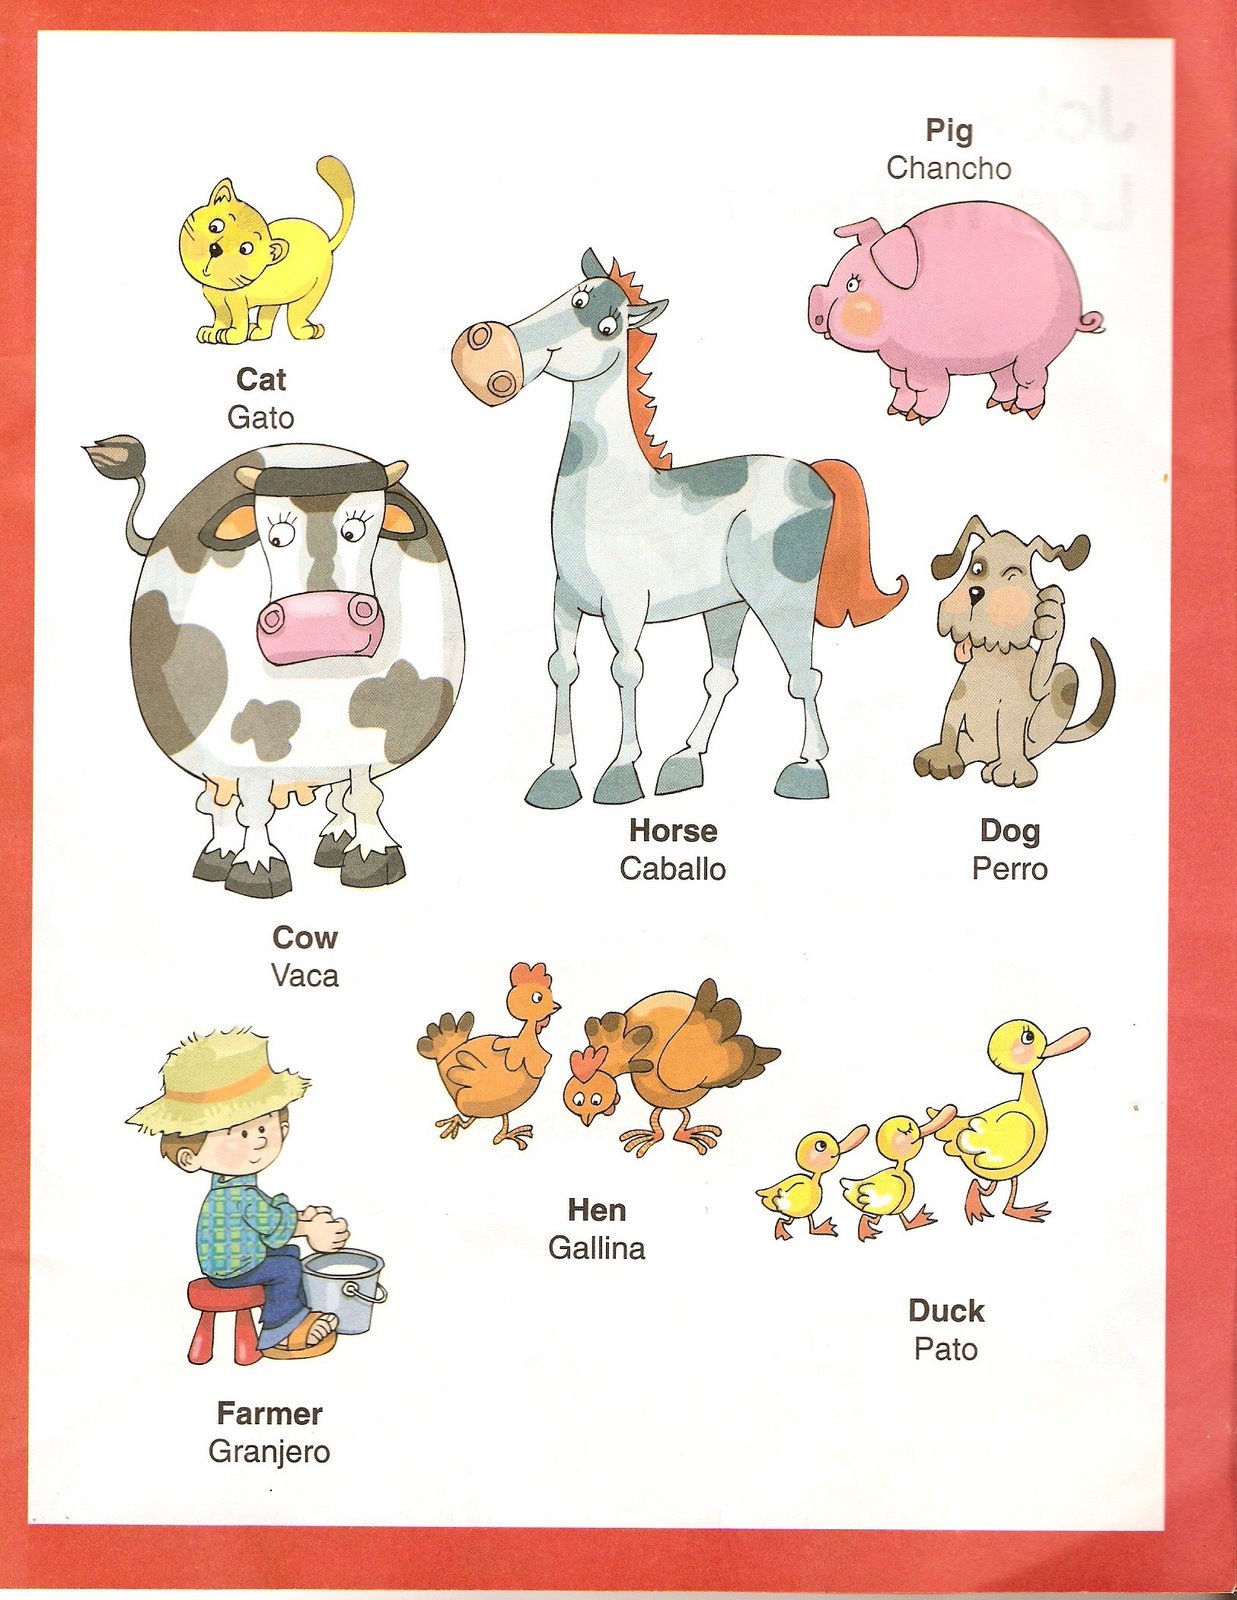 Pig
Chancho
Cat
Gato
Horse
Caballo
Dog
Perro
Cow
Vaca
Hen
Gallina
Duck
Pato
Farmer
Granjero